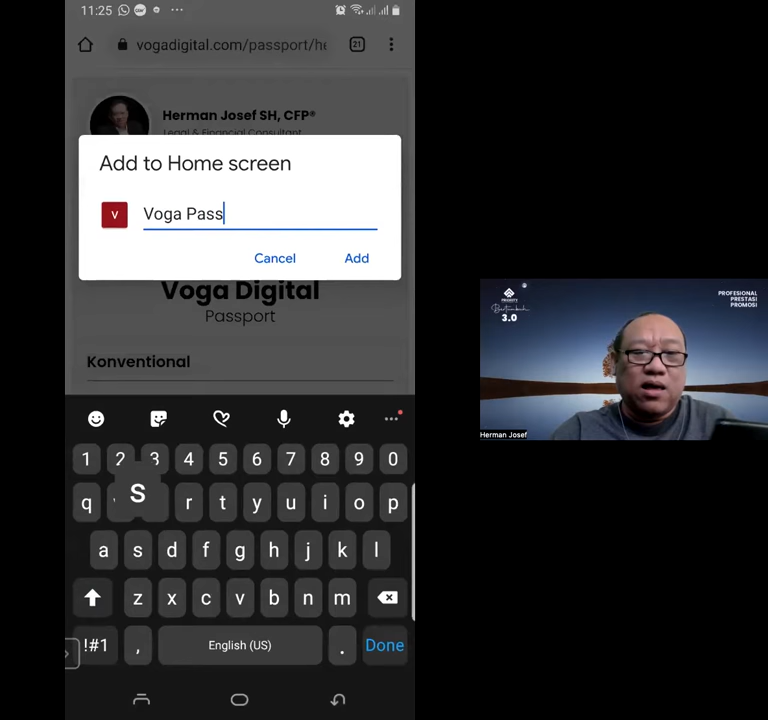 11:25
vogadigital.com/passport/he
21
Herman Josef SH, CFP®
Legal & Financial Consultant
Add to Home screen
v
Voga Pass
Cancel
Add
Voga Digital
Passport
Konventional
1 2 3 4 5 6 7 8 9 0
q s r t y u i o p
a s d f g h j k l
z x c v b n m
!#1 , English (US) . Done
3.0
PROFESIONAL
PRESTASI
PROMOSI
Herman Josef